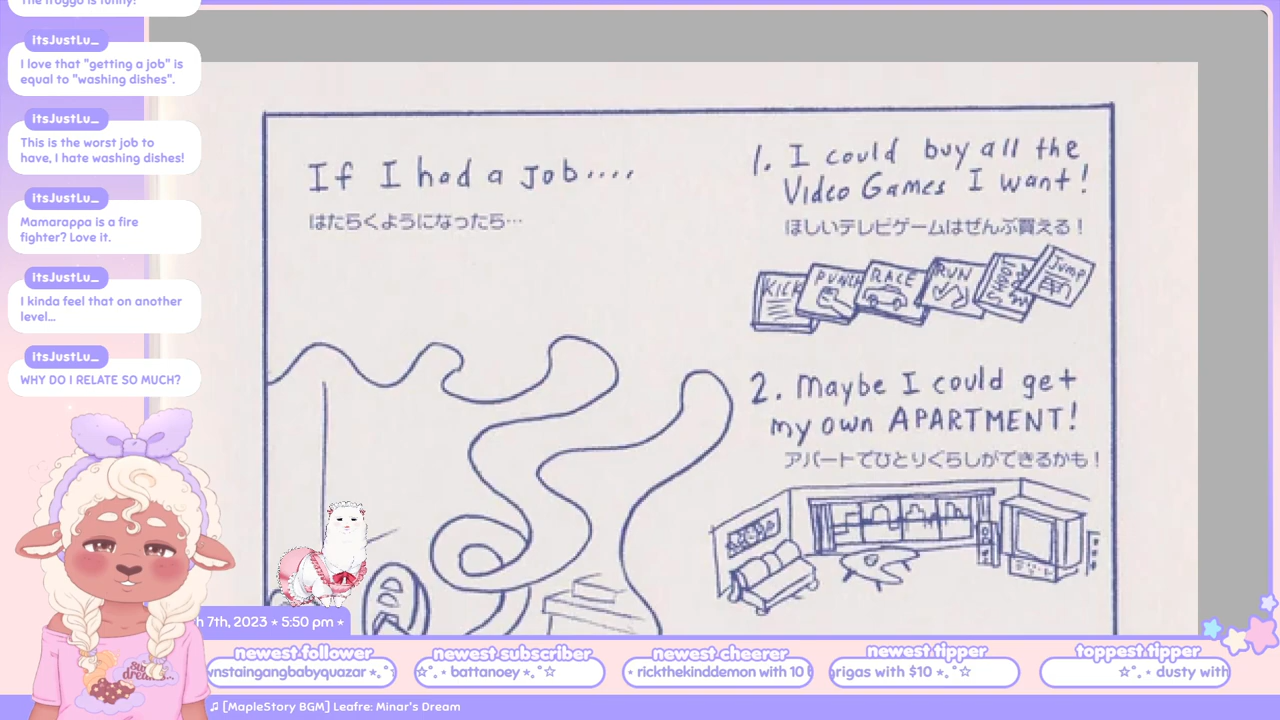 The froggo is funny!
itsJustLu_
I love that "getting a job" is
equal to "washing dishes".
itsJustLu_
This is the worst job to
have, I hate washing dishes!
itsJustLu_
Mamarappa is a fire
fighter? Love it.
itsJustLu_
I kinda feel that on another
level...
itsJustLu_
WHY DO I RELATE SO MUCH?
If I had a Job....
はたらくようになったら…
1. I could buy all the
Video Games I want!
ほしいテレビゲームはぜんぶ買える！
KICK
PUNCH
RACE
RUN
SHOOT
Jump
2. Maybe I could get
my own APARTMENT!
アパートでひとりぐらしができるかも！
h 7th, 2023 ⋆ 5:50 pm ⋆
newest follower
wnstaingangbabyquazar ⋆.˚☆
newest subscriber
☆˚. ⋆ battanoey ⋆.˚☆
newest cheerer
⋆ rickthekinddemon with 10 b
newest tipper
grigas with $10 ⋆.˚☆
toppest tipper
☆˚. ⋆ dusty with
♫ [MapleStory BGM] Leafre: Minar's Dream